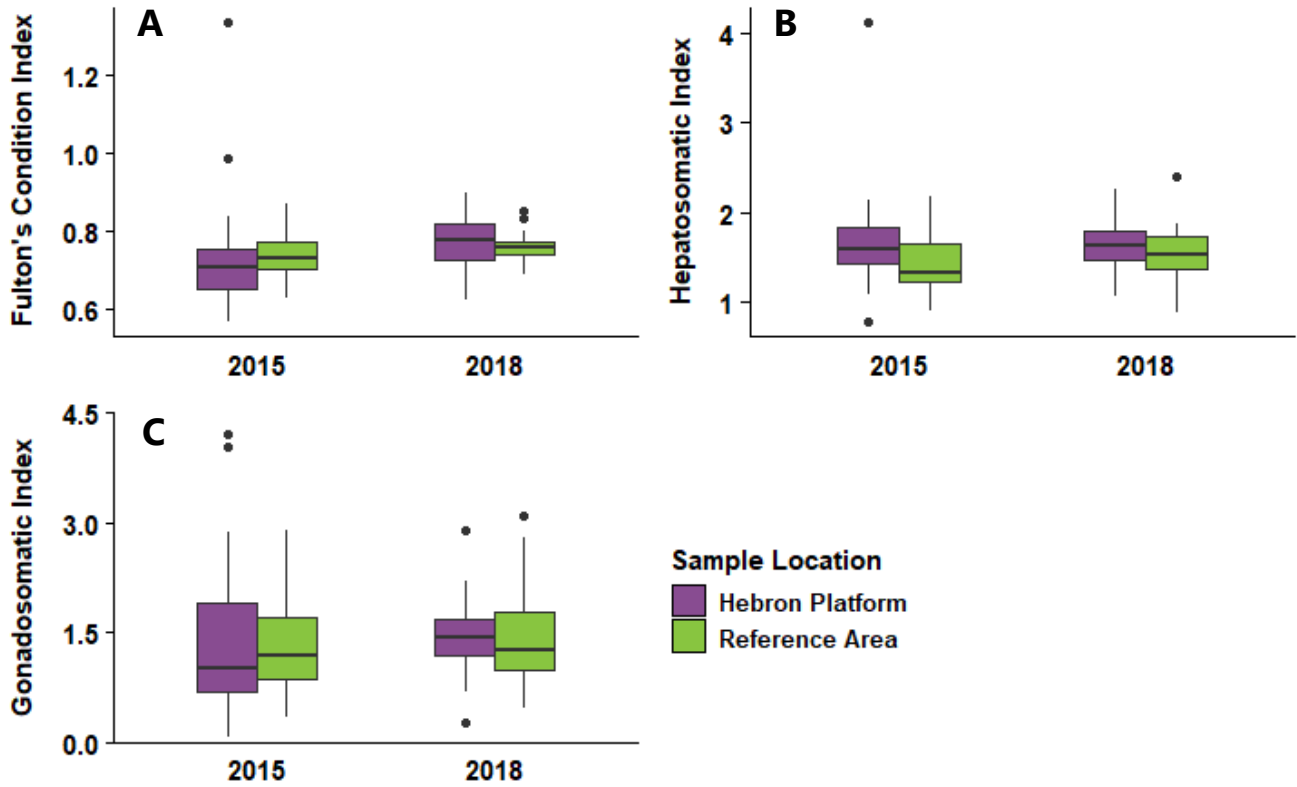 A
Fulton's Condition Index
1.2
1.0
0.8
0.6
2015 2018
B
Hepatosomatic Index
4
3
2
1
2015 2018
C
Gonadosomatic Index
4.5
3.0
1.5
0.0
2015 2018
Sample Location
Hebron Platform
Reference Area